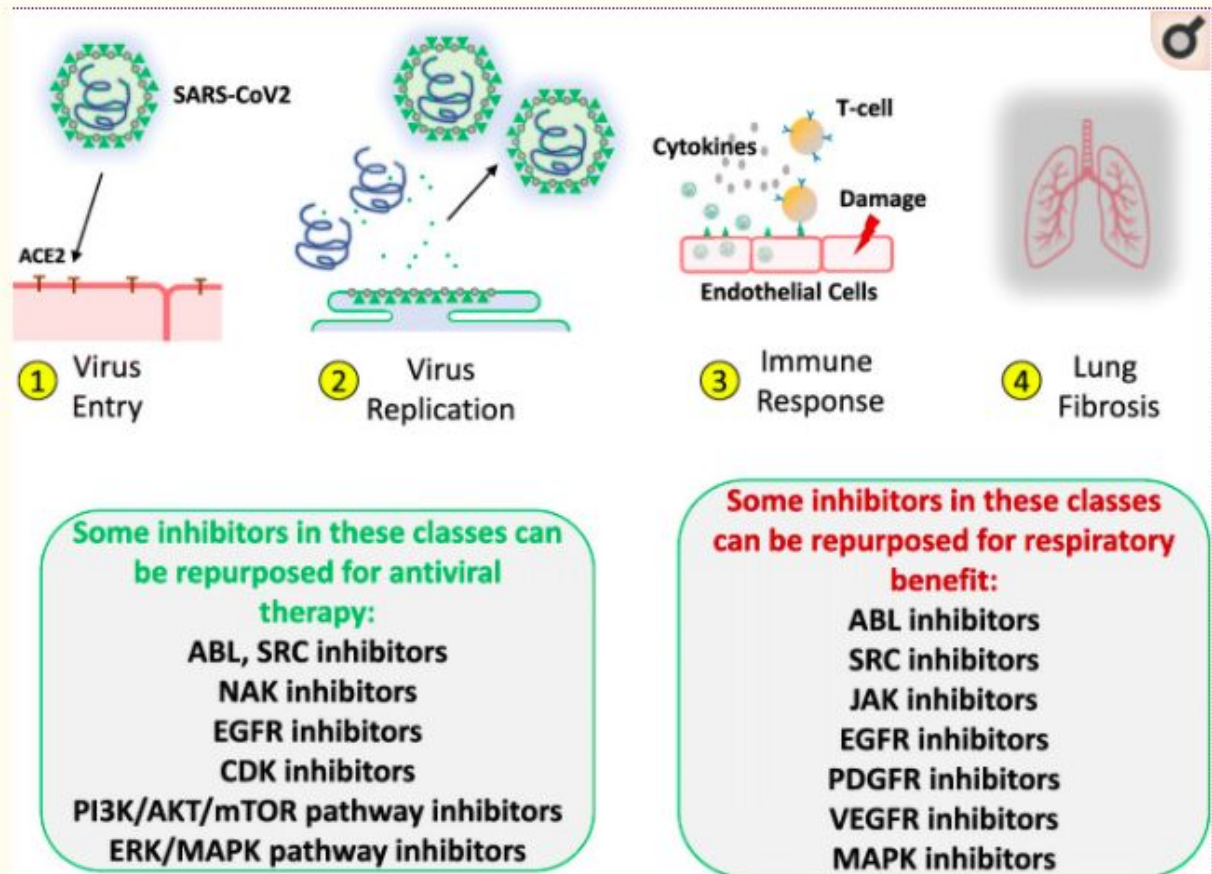 SARS-CoV2
ACE2
1 Virus
Entry
2 Virus
Replication
T-cell
Cytokines
Damage
Endothelial Cells
3 Immune
Response
4 Lung
Fibrosis
Some inhibitors in these classes can
be repurposed for antiviral
therapy:
ABL, SRC inhibitors
NAK inhibitors
EGFR inhibitors
CDK inhibitors
PI3K/AKT/mTOR pathway inhibitors
ERK/MAPK pathway inhibitors
Some inhibitors in these classes
can be repurposed for respiratory
benefit:
ABL inhibitors
SRC inhibitors
JAK inhibitors
EGFR inhibitors
PDGFR inhibitors
VEGFR inhibitors
MAPK inhibitors